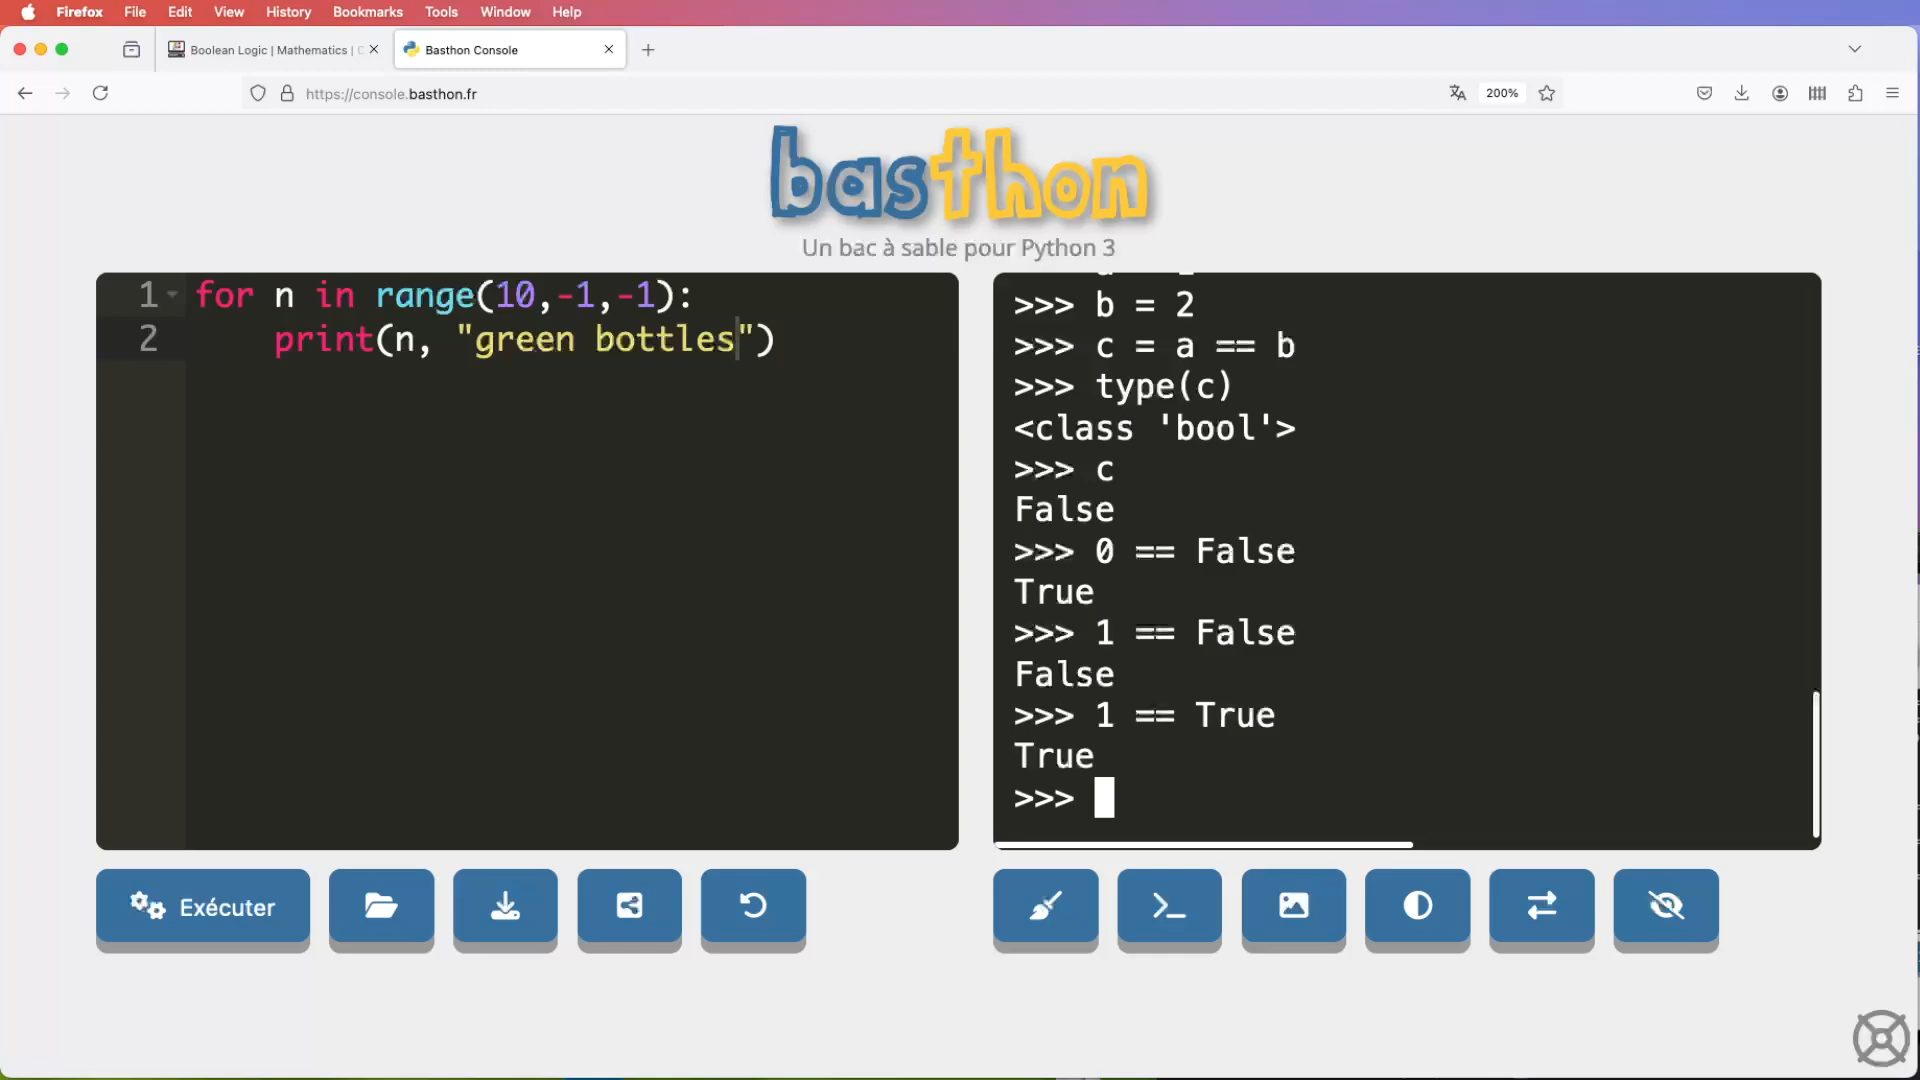 Firefox File Edit View History Bookmarks Tools Window Help
Boolean Logic | Mathematics |
Basthon Console
https://console.basthon.fr
200%
basthon
Un bac à sable pour Python 3
1 for n in range(10,-1,-1):
2 print(n, "green bottles")
>>> b = 2
>>> c = a == b
>>> type(c)
<class 'bool'>
>>> c
False
>>> 0 == False
True
>>> 1 == False
False
>>> 1 == True
True
>>>
Exécuter